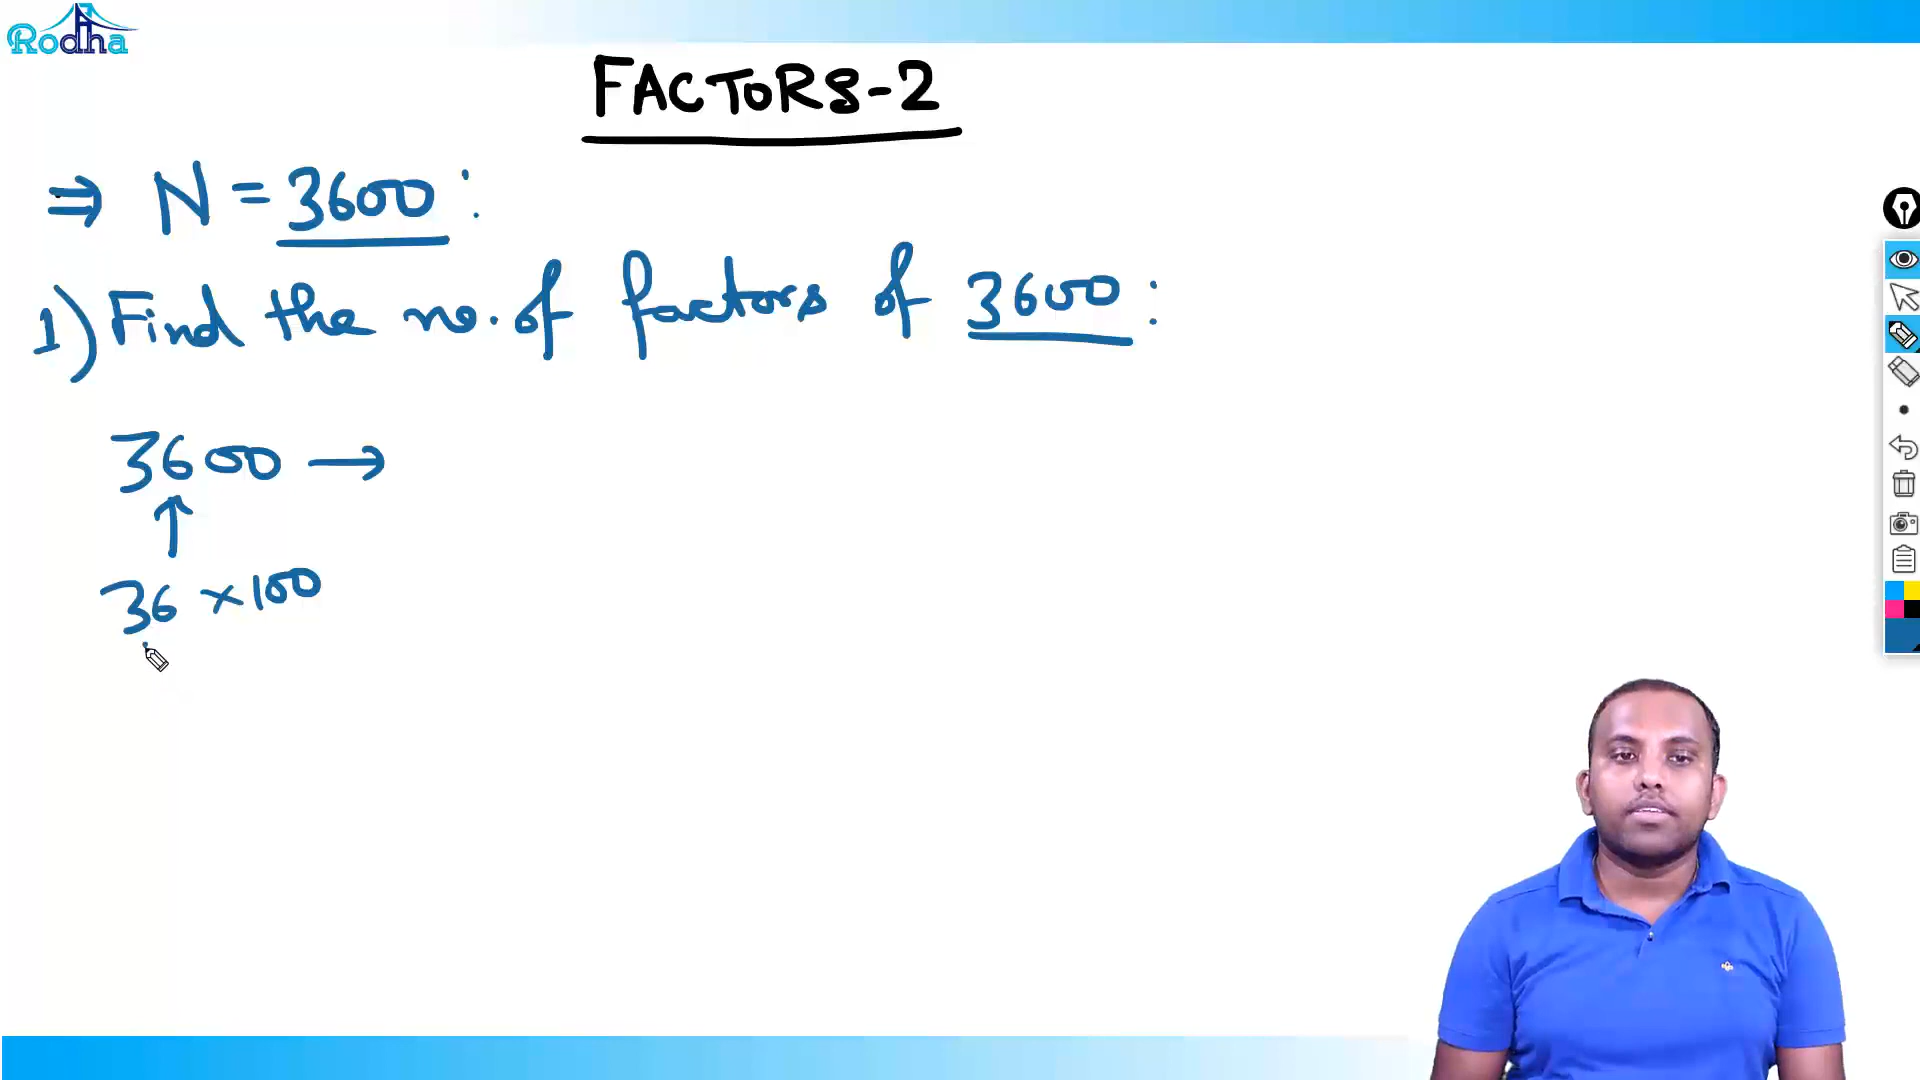 Rodha
FACTORS-2
⇒ N = 3600 :
1) Find the no. of factors of 3600 :
3600 →
↑
36 × 100